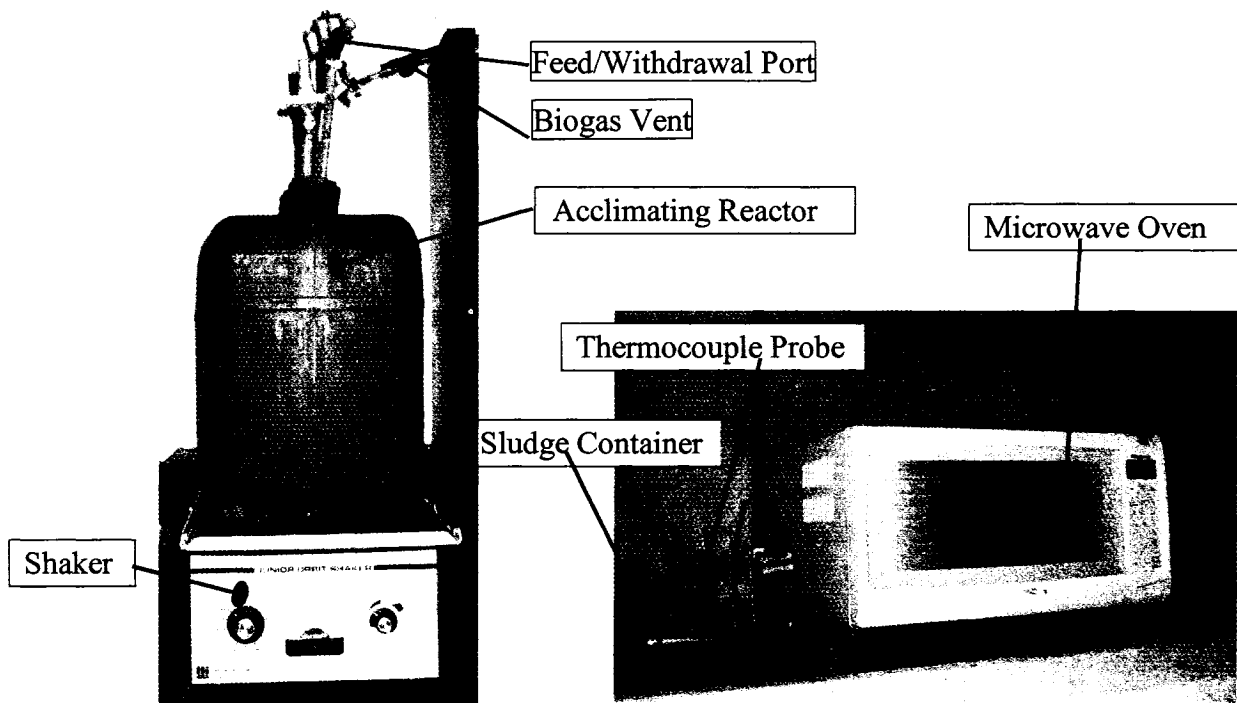 Feed/Withdrawal Port
Biogas Vent
Acclimating Reactor
Microwave Oven
Thermocouple Probe
Sludge Container
Shaker
JUNIOR ORBIT SHAKER